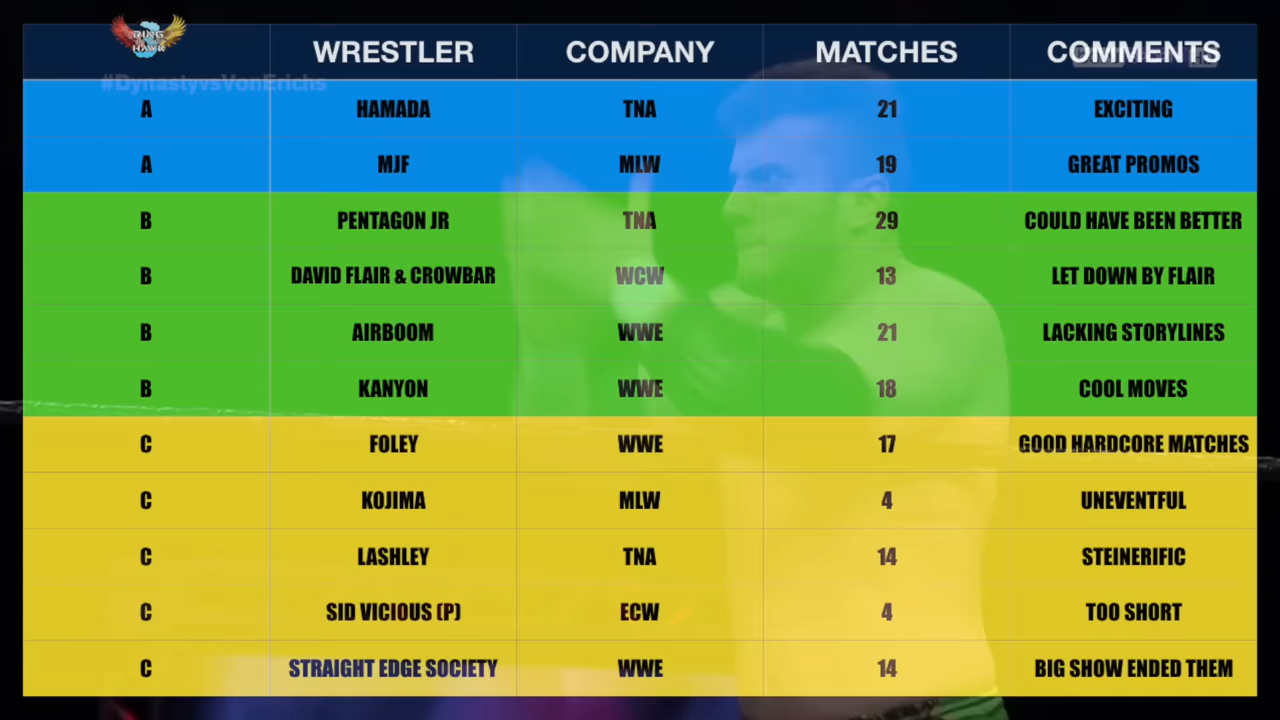 RING HAVK
WRESTLER COMPANY MATCHES COMMENTS
#DynastyvsVonErichs
A HAMADA TNA 21 EXCITING
A MJF MLW 19 GREAT PROMOS
B PENTAGON JR TNA 29 COULD HAVE BEEN BETTER
B DAVID FLAIR & CROWBAR WCW 13 LET DOWN BY FLAIR
B AIRBOOM WWE 21 LACKING STORYLINES
B KANYON WWE 18 COOL MOVES
C FOLEY WWE 17 GOOD HARDCORE MATCHES
C KOJIMA MLW 4 UNEVENTFUL
C LASHLEY TNA 14 STEINERIFIC
C SID VICIOUS (P) ECW 4 TOO SHORT
C STRAIGHT EDGE SOCIETY WWE 14 BIG SHOW ENDED THEM